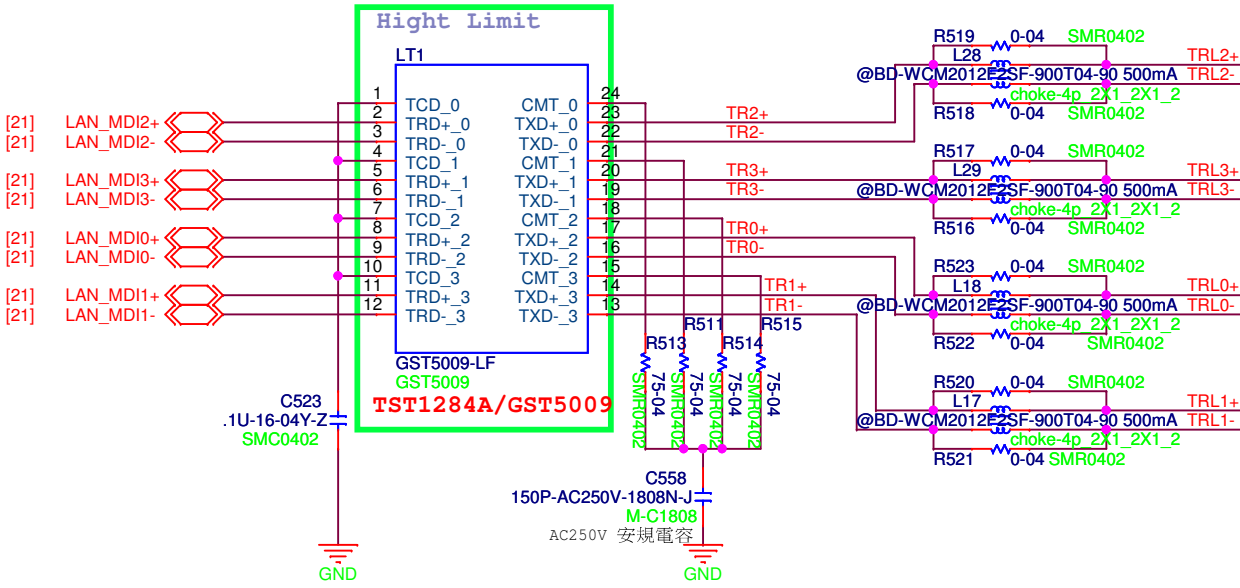 Hight Limit
LT1
1 TCD_0 CMT_0 24
2 TRD+_0 TXD+_0 23
3 TRD-_0 TXD-_0 22
4 TCD_1 CMT_1 21
5 TRD+_1 TXD+_1 20
6 TRD-_1 TXD-_1 19
7 TCD_2 CMT_2 18
8 TRD+_2 TXD+_2 17
9 TRD-_2 TXD-_2 16
10 TCD_3 CMT_3 15
11 TRD+_3 TXD+_3 14
12 TRD-_3 TXD-_3 13
GST5009-LF
GST5009
TST1284A/GST5009
[21] LAN_MDI2+
[21] LAN_MDI2-
[21] LAN_MDI3+
[21] LAN_MDI3-
[21] LAN_MDI0+
[21] LAN_MDI0-
[21] LAN_MDI1+
[21] LAN_MDI1-
C523
.1U-16-04Y-Z
SMC0402
GND
TR2+
TR2-
TR3+
TR3-
TR0+
TR0-
TR1+
TR1-
R513
75-04
SMR0402
R511
75-04
SMR0402
R514
75-04
SMR0402
R515
75-04
SMR0402
C558
150P-AC250V-1808N-J
M-C1808
AC250V 安規電容
GND
R519 0-04 SMR0402
L28 TRL2+
@BD-WCM2012F2SF-900T04-90 500mA TRL2-
choke-4p_2X1_2X1_2
R518 0-04 SMR0402
R517 0-04 SMR0402
L29 TRL3+
@BD-WCM2012F2SF-900T04-90 500mA TRL3-
choke-4p_2X1_2X1_2
R516 0-04 SMR0402
R523 0-04 SMR0402
L18 TRL0+
@BD-WCM2012F2SF-900T04-90 500mA TRL0-
choke-4p_2X1_2X1_2
R522 0-04 SMR0402
R520 0-04 SMR0402
L17 TRL1+
@BD-WCM2012F2SF-900T04-90 500mA TRL1-
choke-4p_2X1_2X1_2
R521 0-04 SMR0402